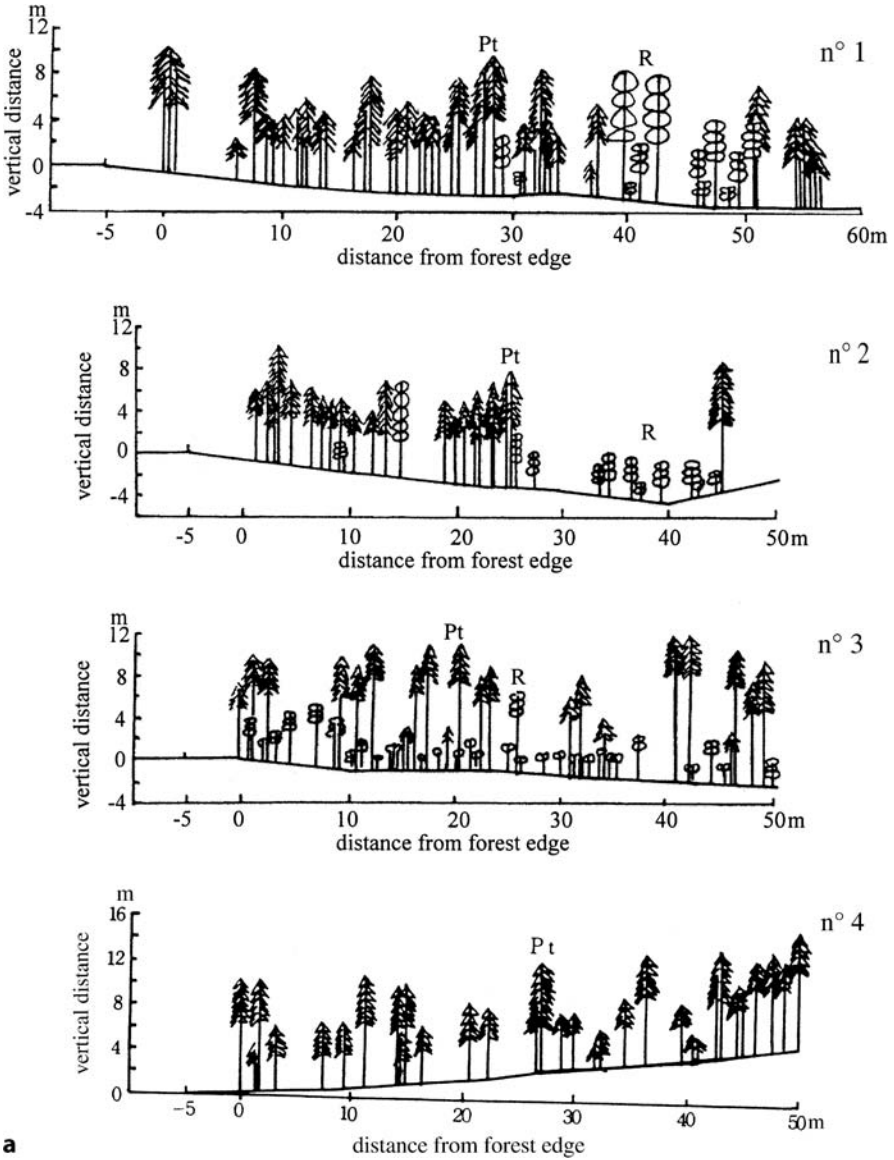 m
12
8
4
0
-4
vertical distance
Pt
R
n° 1
-5 0 10 20 30 40 50 60m
distance from forest edge
m
12
8
4
0
-4
vertical distance
Pt
R
n° 2
-5 0 10 20 30 40 50m
distance from forest edge
m
12
8
4
0
-4
vertical distance
Pt
R
n° 3
-5 0 10 20 30 40 50m
distance from forest edge
m
16
12
8
4
0
vertical distance
Pt
n° 4
-5 0 10 20 30 40 50m
distance from forest edge
a